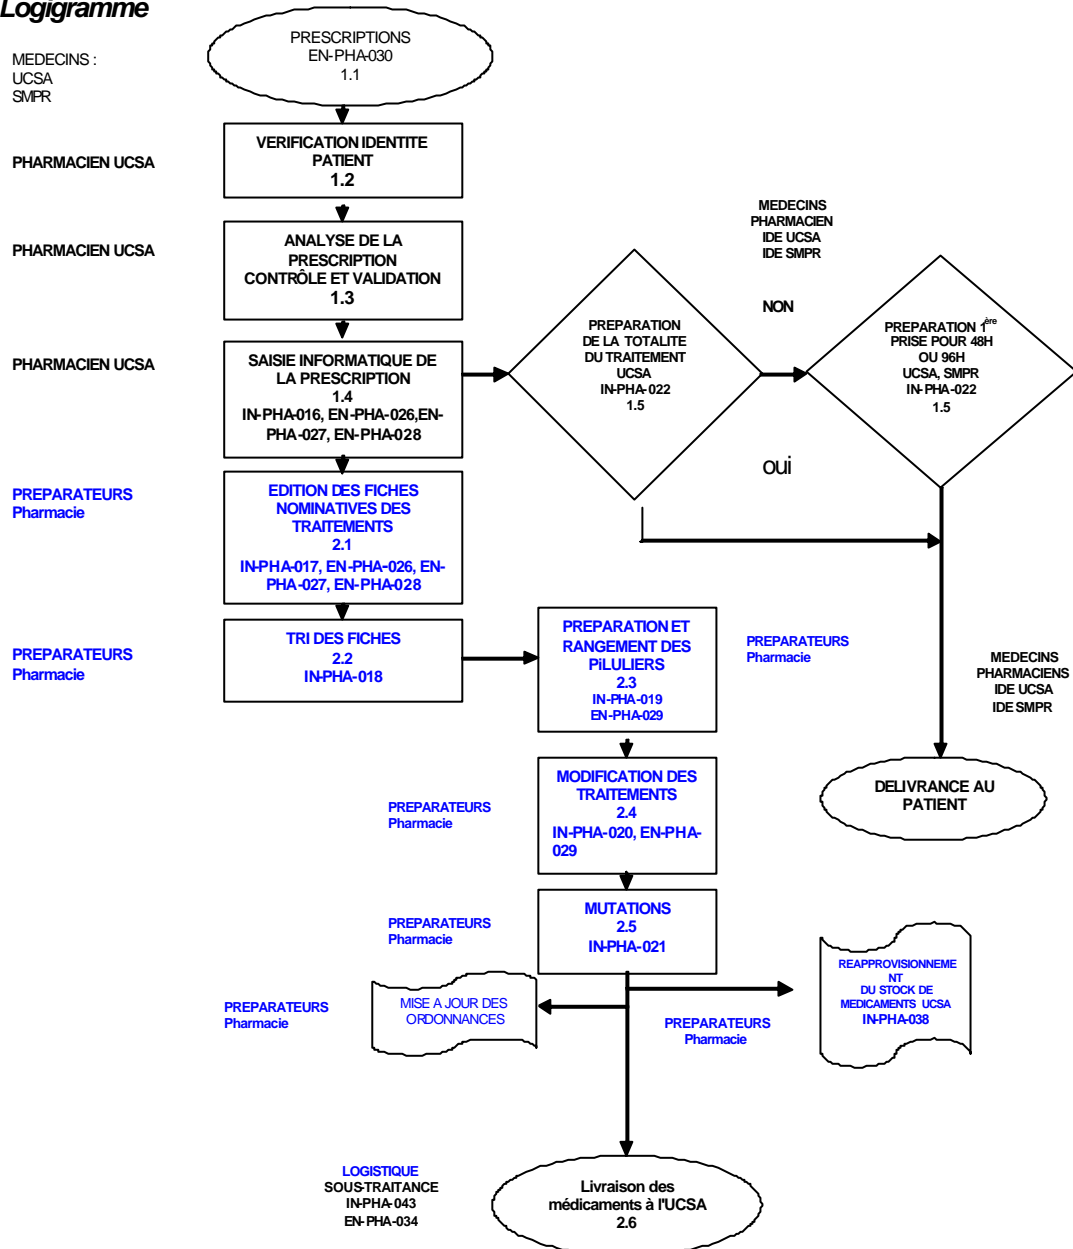 Logigramme
MEDECINS :
UCSA
SMPR
PRESCRIPTIONS
EN-PHA-030
1.1
PHARMACIEN UCSA
VERIFICATION IDENTITE
PATIENT
1.2
PHARMACIEN UCSA
ANALYSE DE LA
PRESCRIPTION
CONTRÔLE ET VALIDATION
1.3
PHARMACIEN UCSA
SAISIE INFORMATIQUE DE
LA PRESCRIPTION
1.4
IN-PHA-016, EN-PHA-026,EN-
PHA-027, EN-PHA-028
PREPARATION
DE LA TOTALITE
DU TRAITEMENT
UCSA
IN-PHA-022
1.5
MEDECINS
PHARMACIEN
IDE UCSA
IDE SMPR
NON
oui
PREPARATION 1ère
PRISE POUR 48H
OU 96H
UCSA, SMPR
IN-PHA-022
1.5
PREPARATEURS
Pharmacie
EDITION DES FICHES
NOMINATIVES DES
TRAITEMENTS
2.1
IN-PHA-017, EN-PHA-026, EN-
PHA-027, EN-PHA-028
PREPARATEURS
Pharmacie
TRI DES FICHES
2.2
IN-PHA-018
PREPARATION ET
RANGEMENT DES
PiLULIERS
2.3
IN-PHA-019
EN-PHA-029
PREPARATEURS
Pharmacie
MEDECINS
PHARMACIENS
IDE UCSA
IDE SMPR
DELIVRANCE AU
PATIENT
PREPARATEURS
Pharmacie
MODIFICATION DES
TRAITEMENTS
2.4
IN-PHA-020, EN-PHA-
029
PREPARATEURS
Pharmacie
MUTATIONS
2.5
IN-PHA-021
PREPARATEURS
Pharmacie
MISE A JOUR DES
ORDONNANCES
PREPARATEURS
Pharmacie
REAPPROVISIONNEME
NT
DU STOCK DE
MEDICAMENTS UCSA
IN-PHA-038
LOGISTIQUE
SOUS-TRAITANCE
IN-PHA-043
EN-PHA-034
Livraison des
médicaments à l'UCSA
2.6